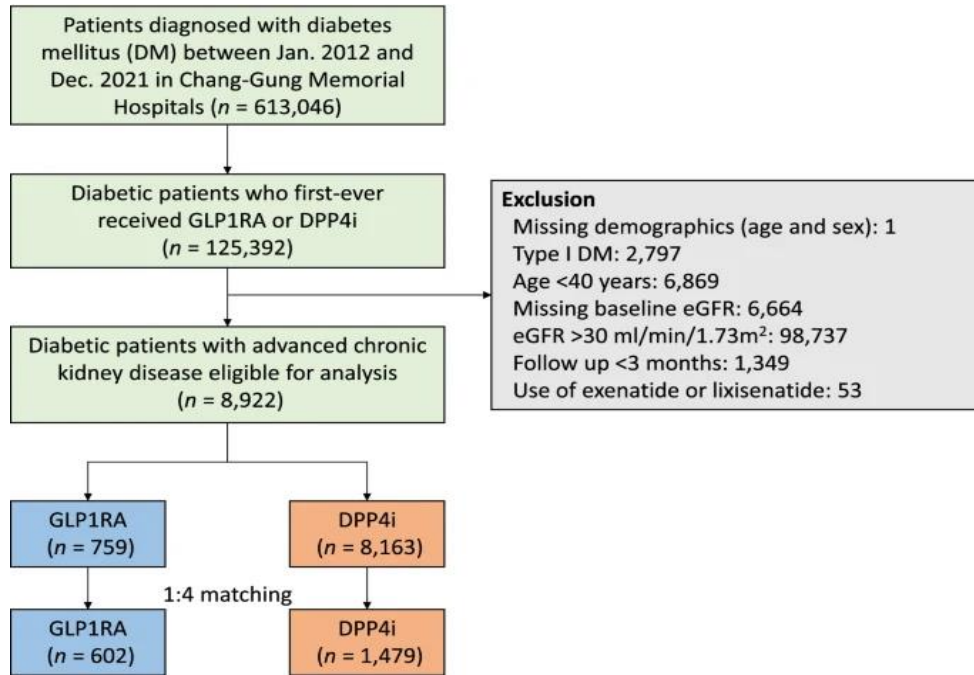 Patients diagnosed with diabetes
mellitus (DM) between Jan. 2012 and
Dec. 2021 in Chang-Gung Memorial
Hospitals (n = 613,046)
Diabetic patients who first-ever
received GLP1RA or DPP4i
(n = 125,392)
Exclusion
Missing demographics (age and sex): 1
Type I DM: 2,797
Age <40 years: 6,869
Missing baseline eGFR: 6,664
eGFR >30 ml/min/1.73m²: 98,737
Follow up <3 months: 1,349
Use of exenatide or lixisenatide: 53
Diabetic patients with advanced chronic
kidney disease eligible for analysis
(n = 8,922)
GLP1RA
(n = 759)
DPP4i
(n = 8,163)
1:4 matching
GLP1RA
(n = 602)
DPP4i
(n = 1,479)